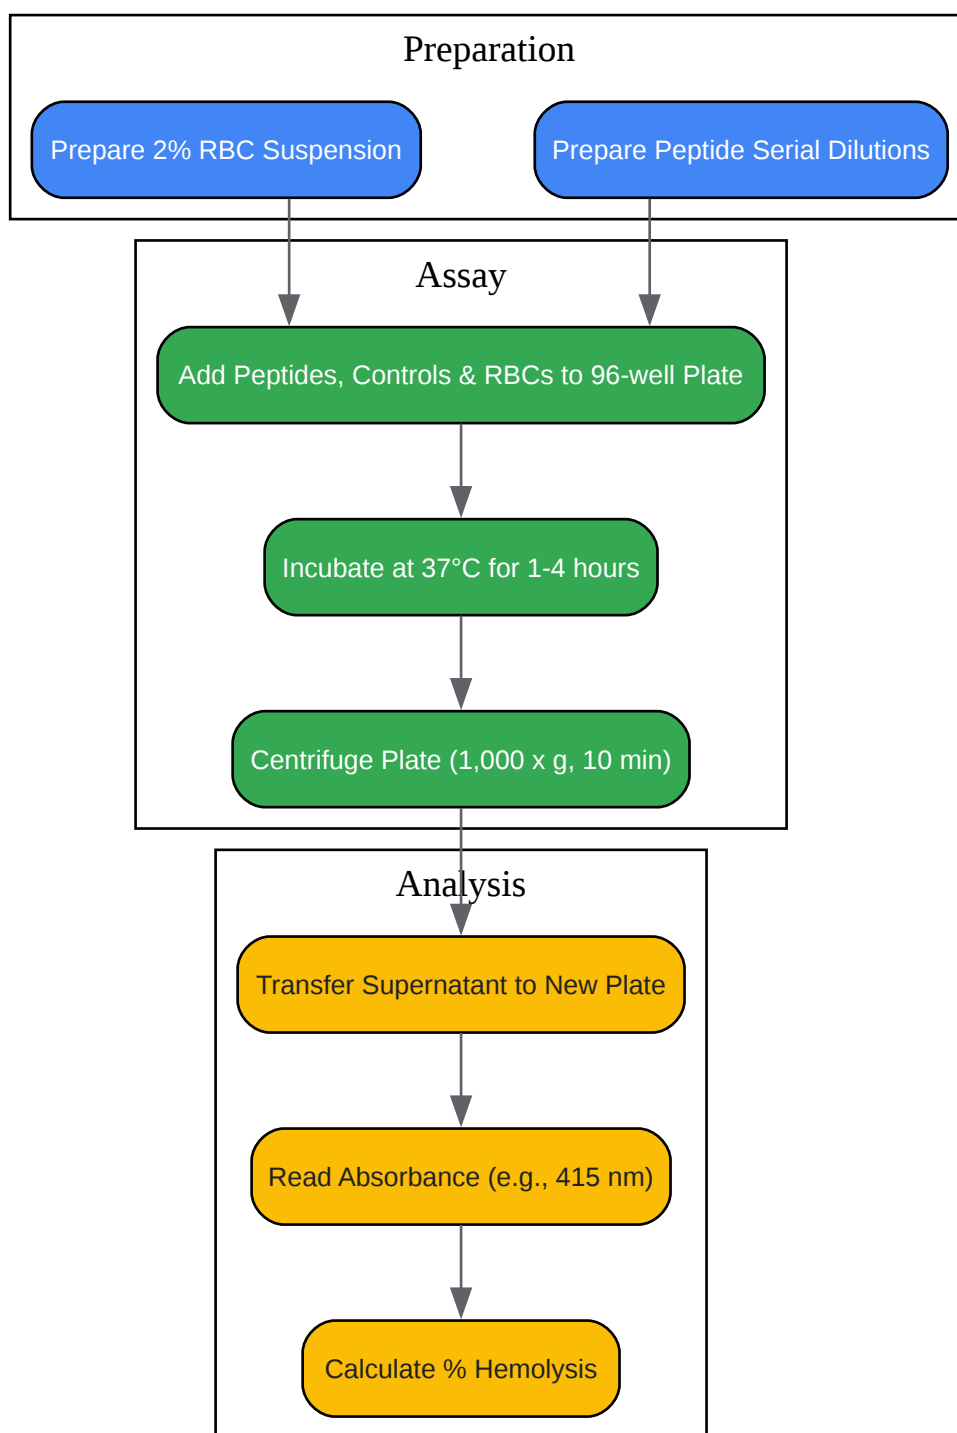 Preparation
Prepare 2% RBC Suspension
Prepare Peptide Serial Dilutions
Assay
Add Peptides, Controls & RBCs to 96-well Plate
Incubate at 37°C for 1-4 hours
Centrifuge Plate (1,000 x g, 10 min)
Analysis
Transfer Supernatant to New Plate
Read Absorbance (e.g., 415 nm)
Calculate % Hemolysis